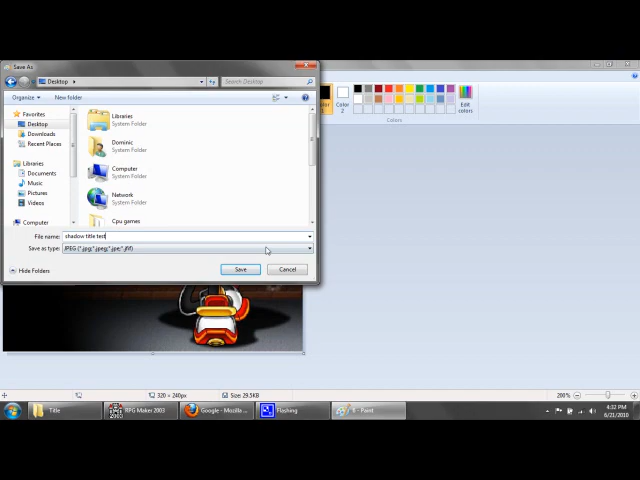 Save As
Desktop
Search Desktop
Organize
New folder
Favorites
Desktop
Downloads
Recent Places
Libraries
Documents
Music
Pictures
Videos
Computer
Libraries
System Folder
Dominic
System Folder
Computer
System Folder
Network
System Folder
Cpu games
File name: shadow title test
Save as type: JPEG (*.jpg;*.jpeg;*.jpe;*.jfif)
Hide Folders
Save
Cancel
Color 2
Edit colors
Colors
320 × 240px
Size: 29.5KB
200%
Title
RPG Maker 2003
Google - Mozilla ...
Flashing
- Paint
4:32 PM
6/21/2010